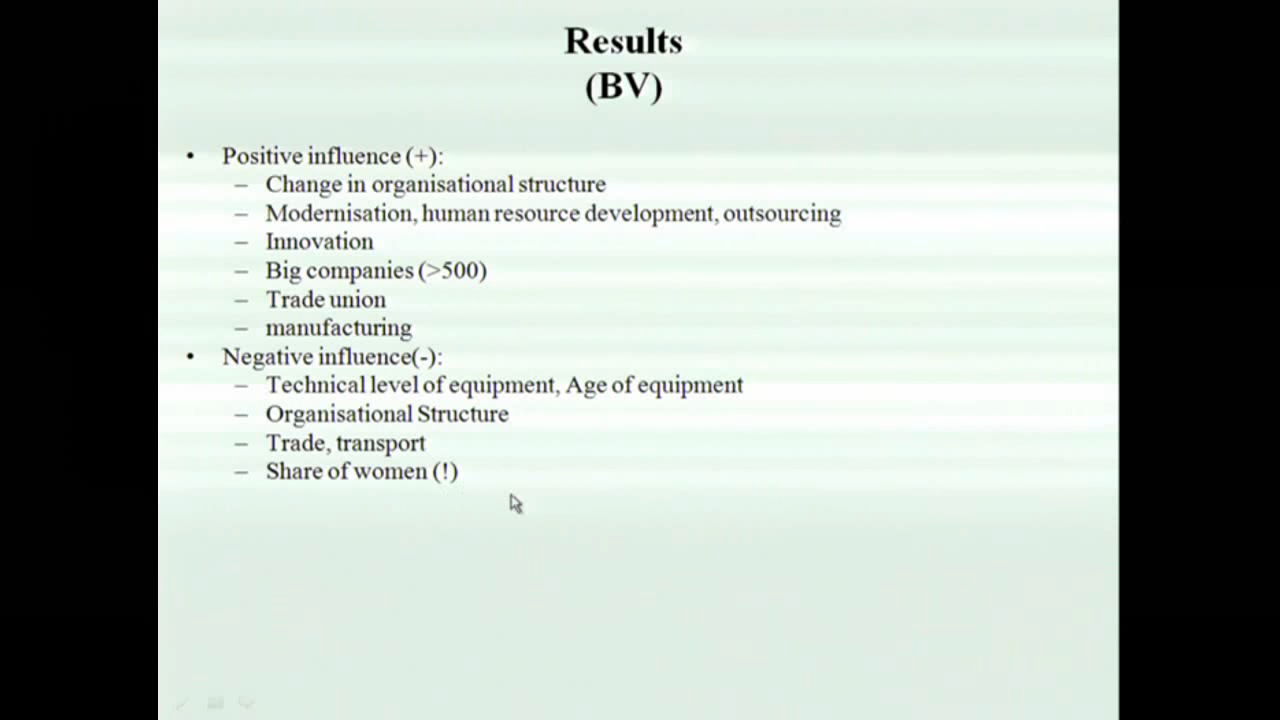 Results
(BV)
• Positive influence (+):
– Change in organisational structure
– Modernisation, human resource development, outsourcing
– Innovation
– Big companies (>500)
– Trade union
– manufacturing
• Negative influence(-):
– Technical level of equipment, Age of equipment
– Organisational Structure
– Trade, transport
– Share of women (!)